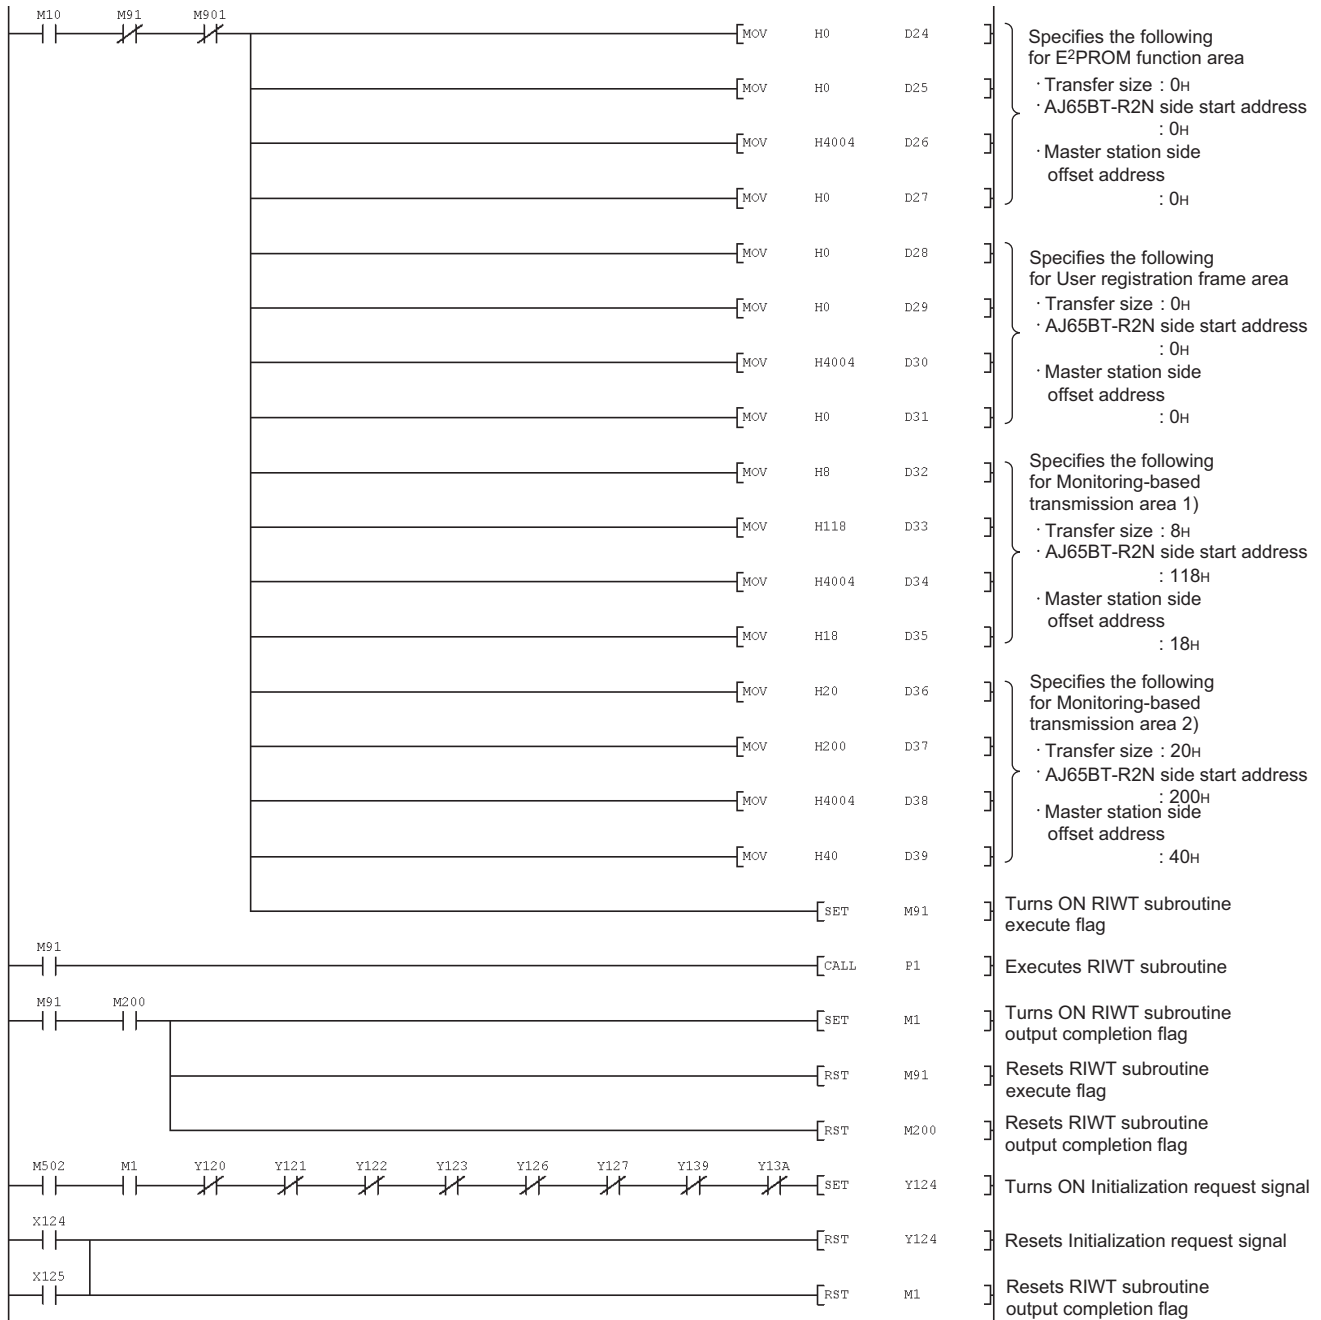 M10 M91 M901
MOV H0 D24
MOV H0 D25
MOV H4004 D26
MOV H0 D27
Specifies the following
for E2PROM function area
· Transfer size : 0H
· AJ65BT-R2N side start address
: 0H
· Master station side
offset address
: 0H
MOV H0 D28
MOV H0 D29
MOV H4004 D30
MOV H0 D31
Specifies the following
for User registration frame area
· Transfer size : 0H
· AJ65BT-R2N side start address
: 0H
· Master station side
offset address
: 0H
MOV H8 D32
MOV H118 D33
MOV H4004 D34
MOV H18 D35
Specifies the following
for Monitoring-based
transmission area 1)
· Transfer size : 8H
· AJ65BT-R2N side start address
: 118H
· Master station side
offset address
: 18H
MOV H20 D36
MOV H200 D37
MOV H4004 D38
MOV H40 D39
Specifies the following
for Monitoring-based
transmission area 2)
· Transfer size : 20H
· AJ65BT-R2N side start address
: 200H
· Master station side
offset address
: 40H
SET M91
Turns ON RIWT subroutine
execute flag
M91
CALL P1
Executes RIWT subroutine
M91 M200
SET M1
Turns ON RIWT subroutine
output completion flag
RST M91
Resets RIWT subroutine
execute flag
RST M200
Resets RIWT subroutine
output completion flag
M502 M1 Y120 Y121 Y122 Y123 Y126 Y127 Y139 Y13A
SET Y124
Turns ON Initialization request signal
X124
RST Y124
Resets Initialization request signal
X125
RST M1
Resets RIWT subroutine
output completion flag